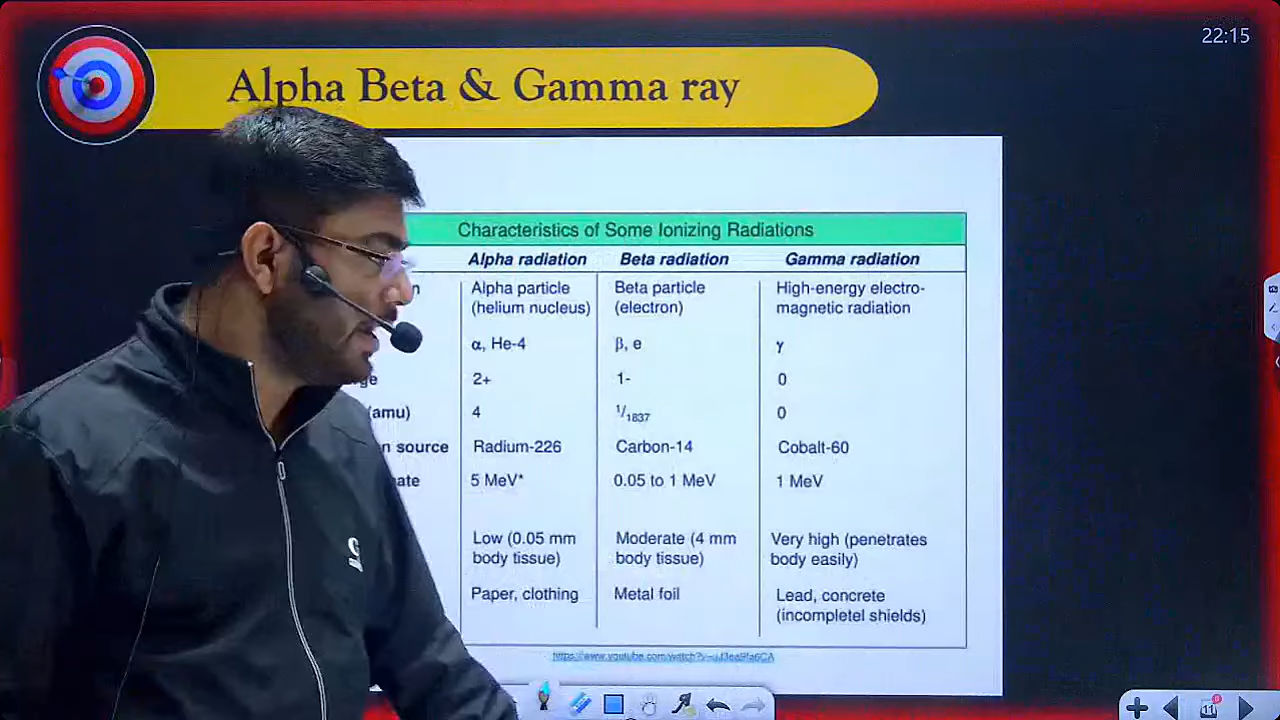 22:15
Alpha Beta & Gamma ray
Characteristics of Some Ionizing Radiations
Alpha radiation Beta radiation Gamma radiation
Alpha particle Beta particle High-energy electro-
(helium nucleus) (electron) magnetic radiation
α, He-4 β, e γ
2+ 1- 0
(amu) 4 1/1837 0
source Radium-226 Carbon-14 Cobalt-60
5 MeV* 0.05 to 1 MeV 1 MeV
Low (0.05 mm Moderate (4 mm Very high (penetrates
body tissue) body tissue) body easily)
Paper, clothing Metal foil Lead, concrete
(incompletel shields)
11